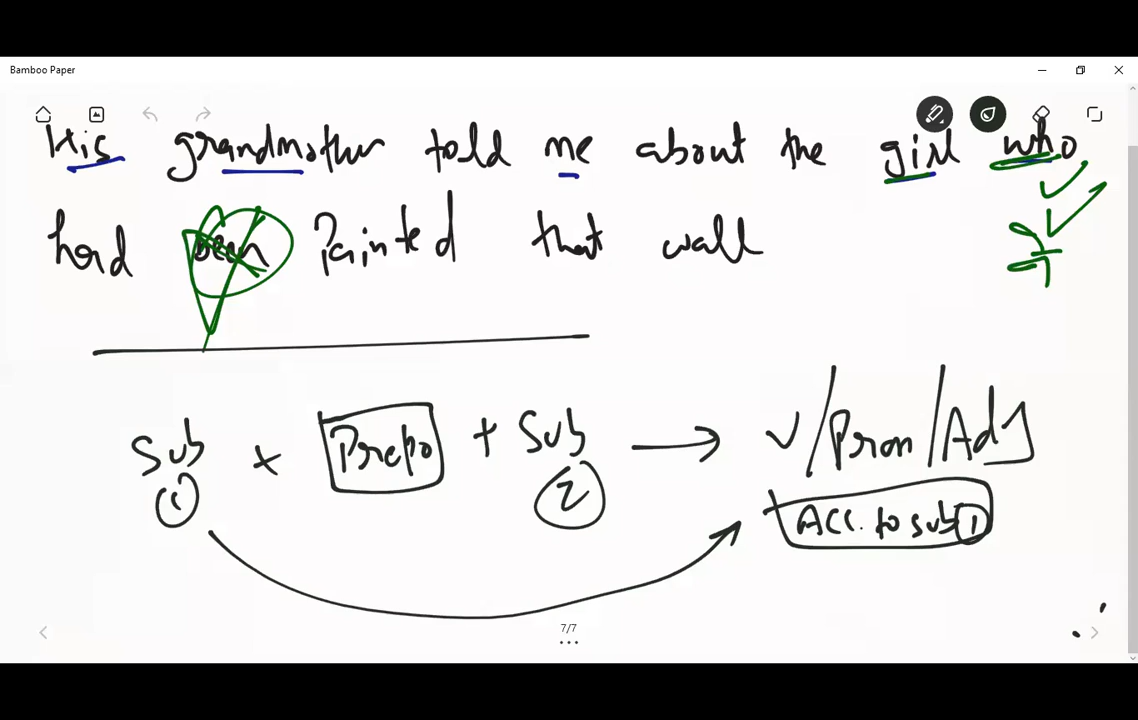 Bamboo Paper
His grandmother told me about the girl who
had been Painted that wall
Sub + Prepo + Sub → V/Pron/Adj
1 2 Acc. to sub 1
7/7